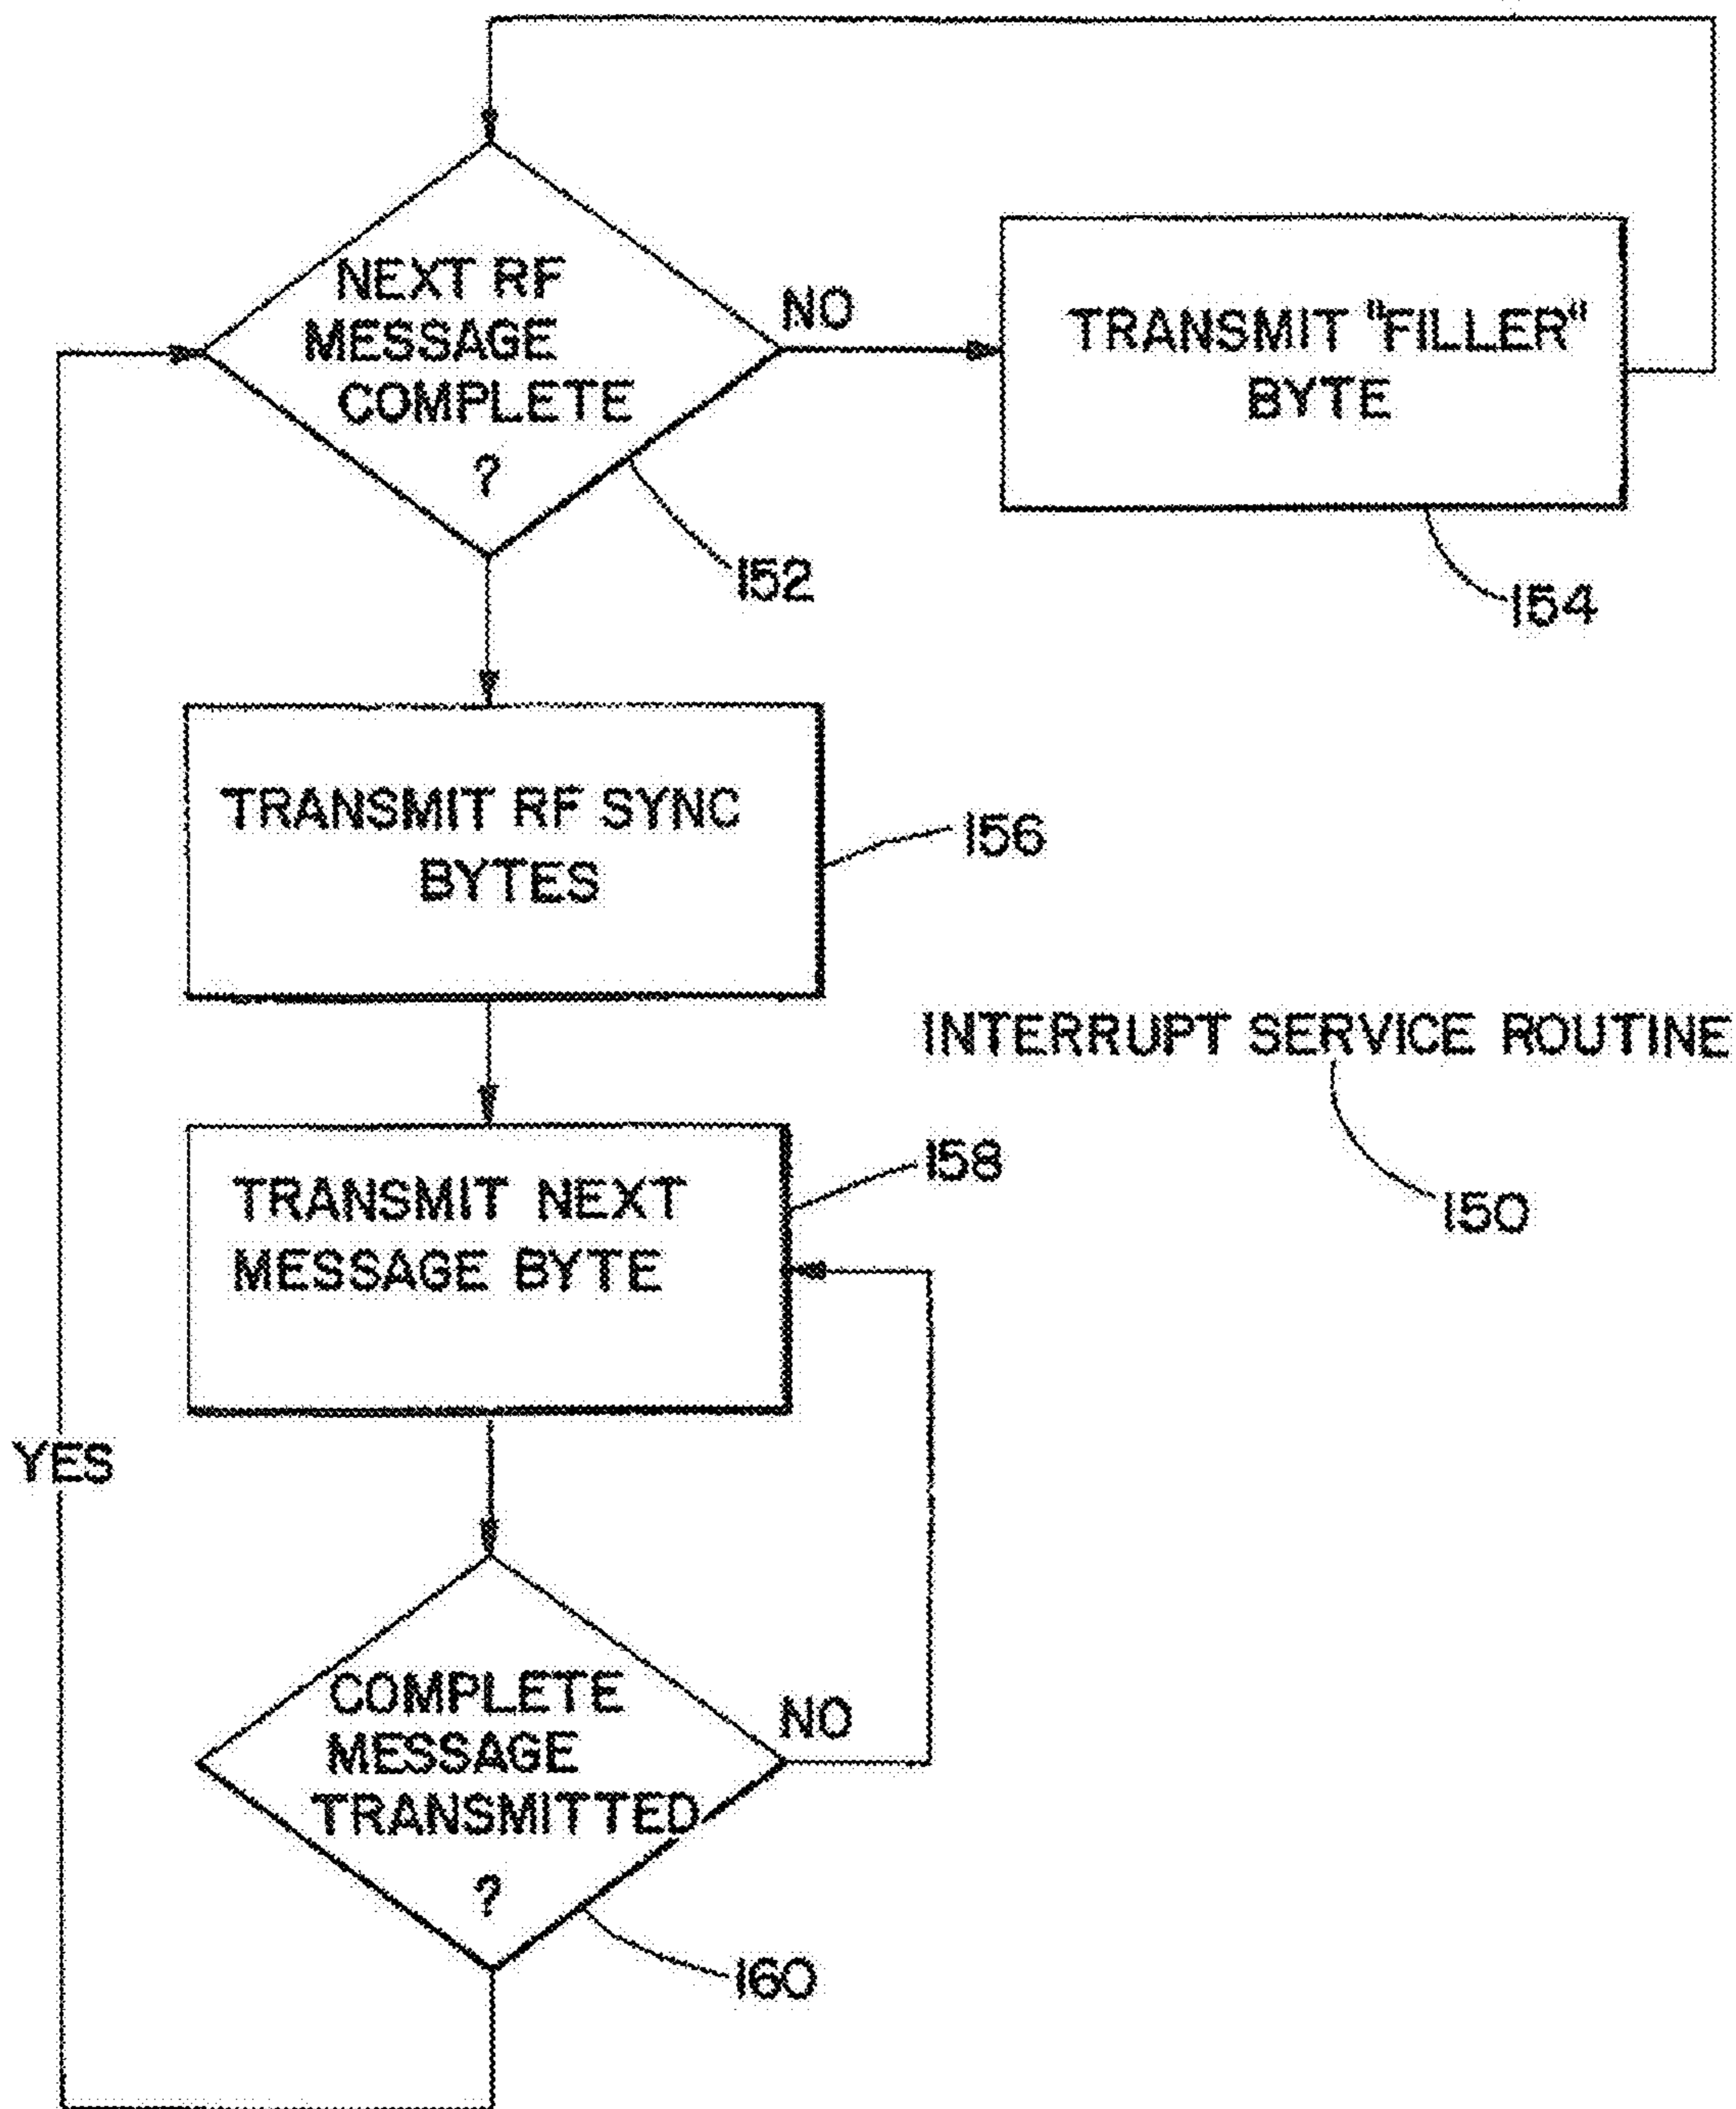 NEXT RF
MESSAGE
COMPLETE
?
NO
TRANSMIT "FILLER"
BYTE
152
154
TRANSMIT RF SYNC
BYTES
156
INTERRUPT SERVICE ROUTINE
150
TRANSMIT NEXT
MESSAGE BYTE
158
YES
COMPLETE
MESSAGE
TRANSMITTED
?
NO
160